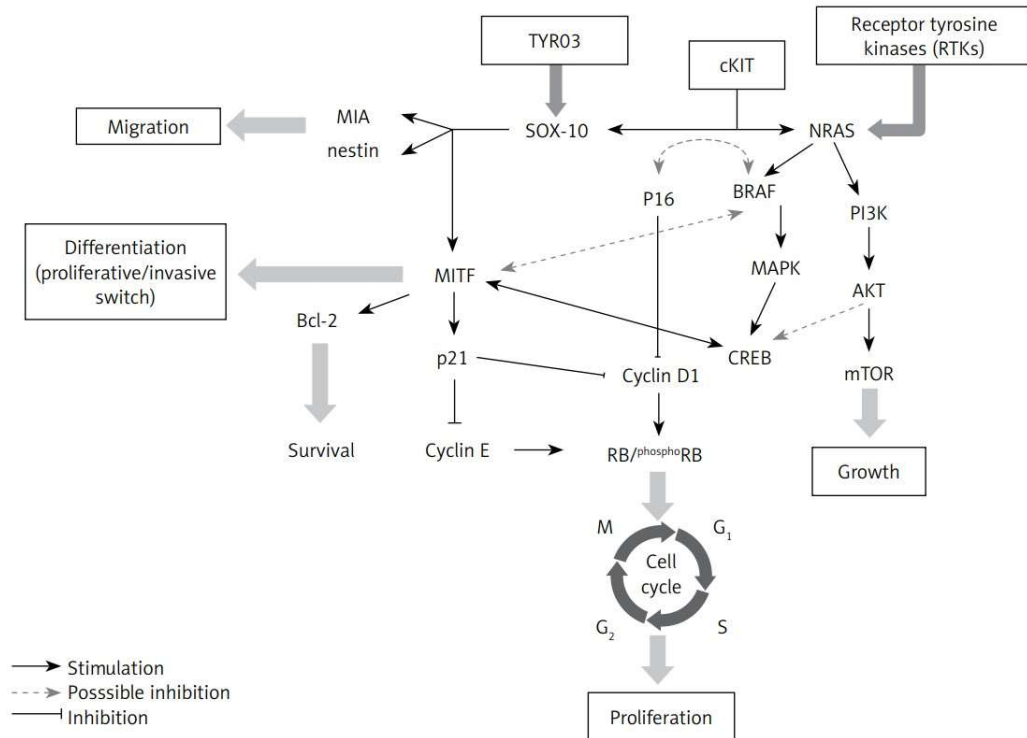 TYR03
cKIT
Receptor tyrosine
kinases (RTKs)
Migration
MIA
nestin
SOX-10
NRAS
P16
BRAF
PI3K
Differentiation
(proliferative/invasive
switch)
MITF
MAPK
AKT
Bcl-2
p21
Cyclin D1
CREB
mTOR
Survival
Cyclin E
RB/phosphoRB
Growth
M
G1
Cell
cycle
G2
S
Stimulation
Posssible inhibition
Inhibition
Proliferation